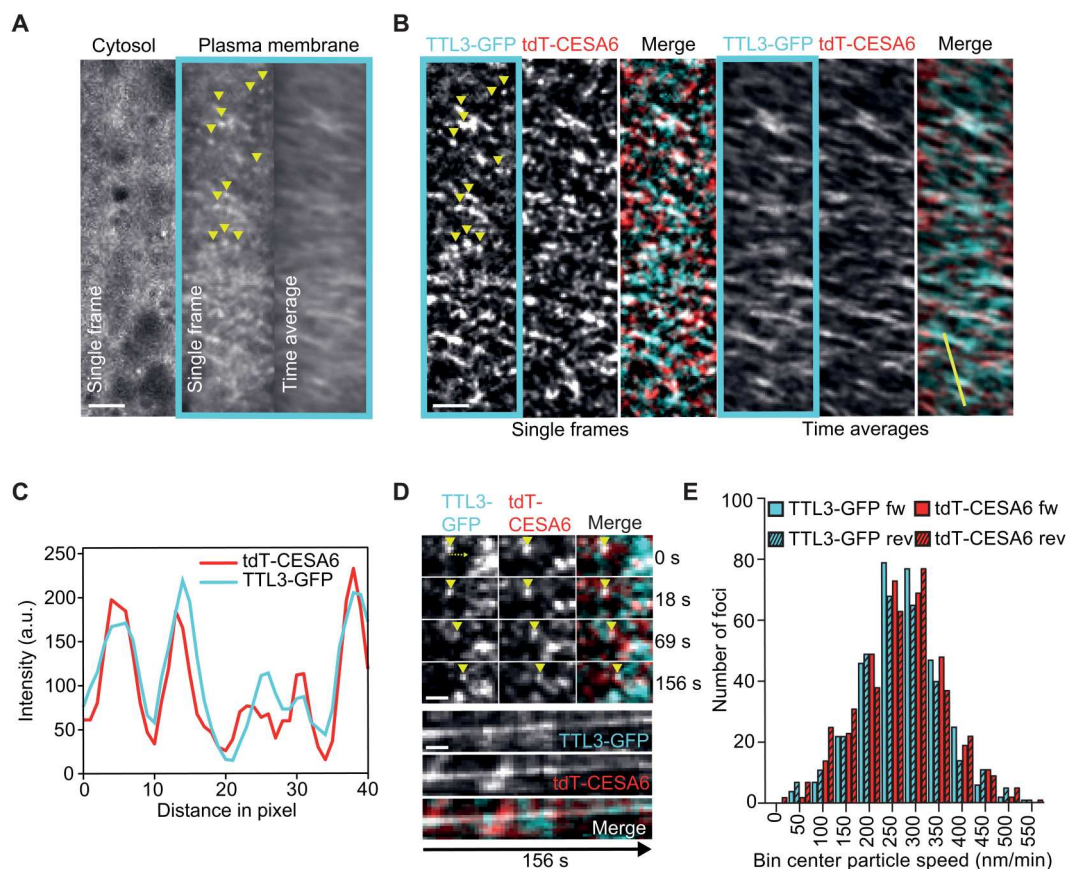 A
Cytosol
Plasma membrane
Single frame
Single frame
Time average
B
TTL3-GFP tdT-CESA6 Merge
TTL3-GFP tdT-CESA6 Merge
Single frames
Time averages
C
Intensity (a.u.)
250
200
150
100
50
0
tdT-CESA6
TTL3-GFP
0 10 20 30 40
Distance in pixel
D
TTL3-
GFP
tdT-
CESA6
Merge
0 s
18 s
69 s
156 s
TTL3-GFP
tdT-CESA6
Merge
156 s
E
TTL3-GFP fw
tdT-CESA6 fw
TTL3-GFP rev
tdT-CESA6 rev
Number of foci
100
80
60
40
20
0
0 50 100 150 200 250 300 350 400 450 500 550
Bin center particle speed (nm/min)